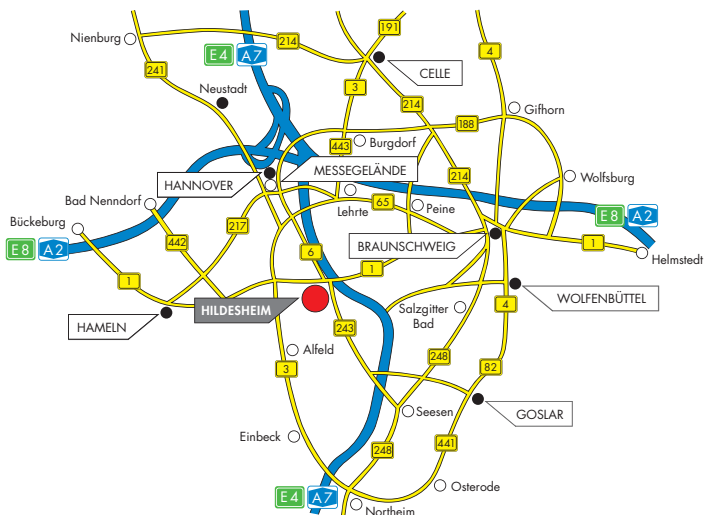 191
Nienburg
214
4
E4 A7
241
CELLE
3
Neustadt
214
Gifhorn
188
443
Burgdorf
MESSEGELÄNDE
HANNOVER
214
Wolfsburg
Bad Nenndorf
65
Lehrte
Peine
E8 A2
Bückeburg
217
442
BRAUNSCHWEIG
1
E8 A2
6
Helmstedt
1
1
HILDESHEIM
WOLFENBÜTTEL
Salzgitter
Bad
4
HAMELN
243
Alfeld
248
3
82
Seesen
GOSLAR
Einbeck
441
248
E4 A7
Osterode
Northeim